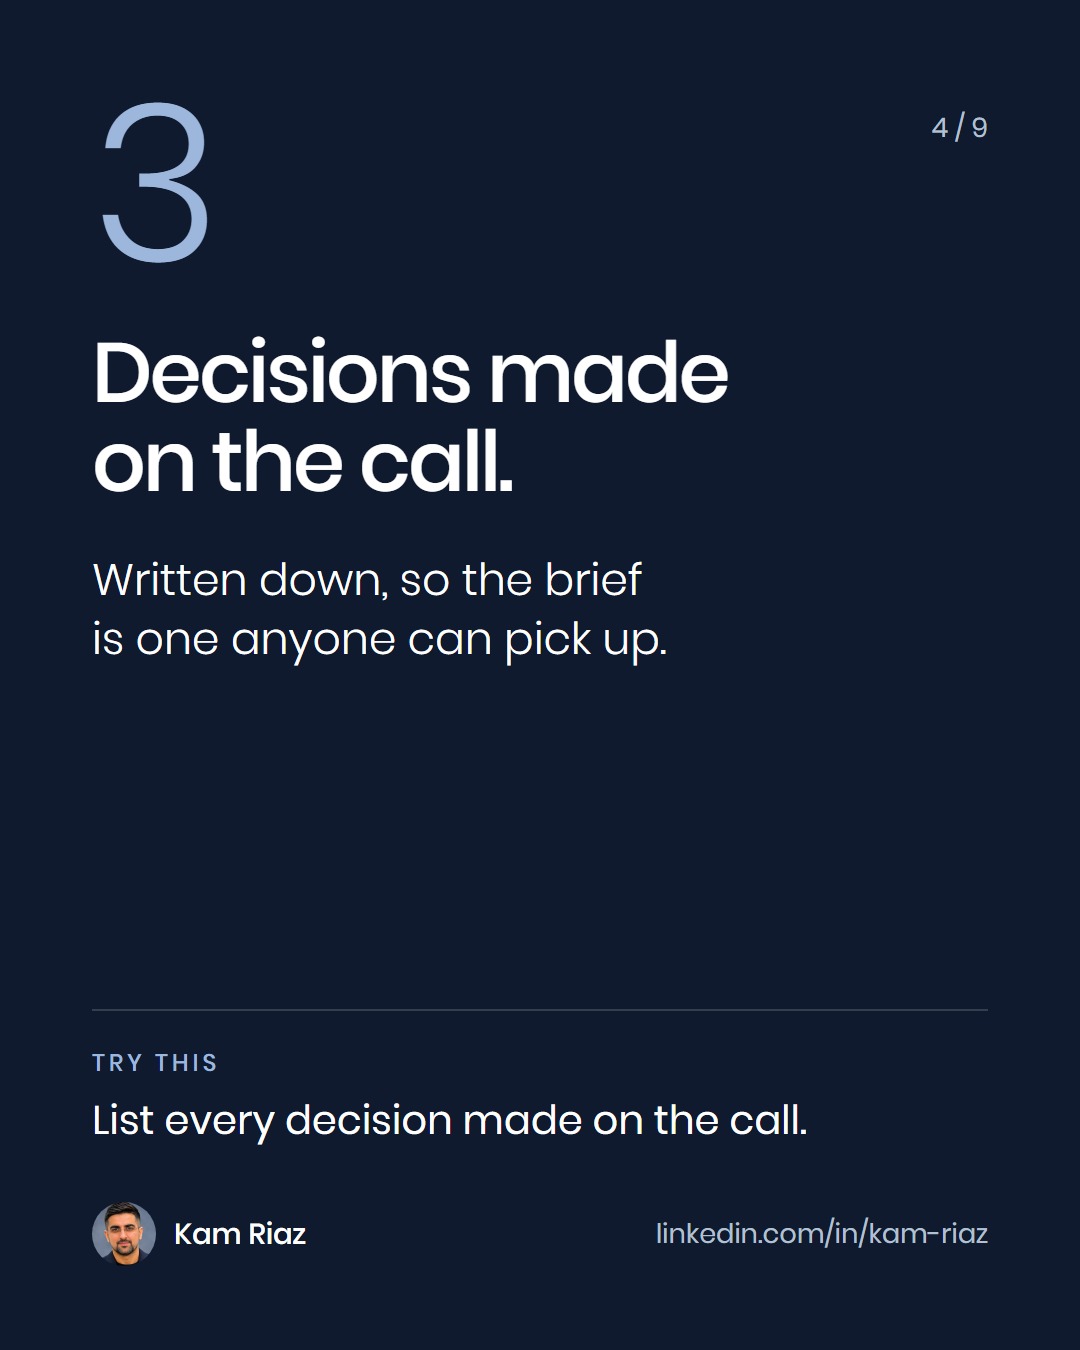 3
4 / 9
Decisions made
on the call.
Written down, so the brief
is one anyone can pick up.
TRY THIS
List every decision made on the call.
Kam Riaz
linkedin.com/in/kam-riaz